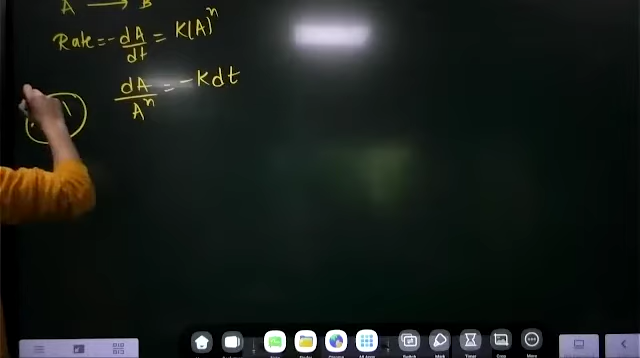 A ⟶ B
Rate = -dA/dt = K(A)^n
dA/A^n = -Kdt